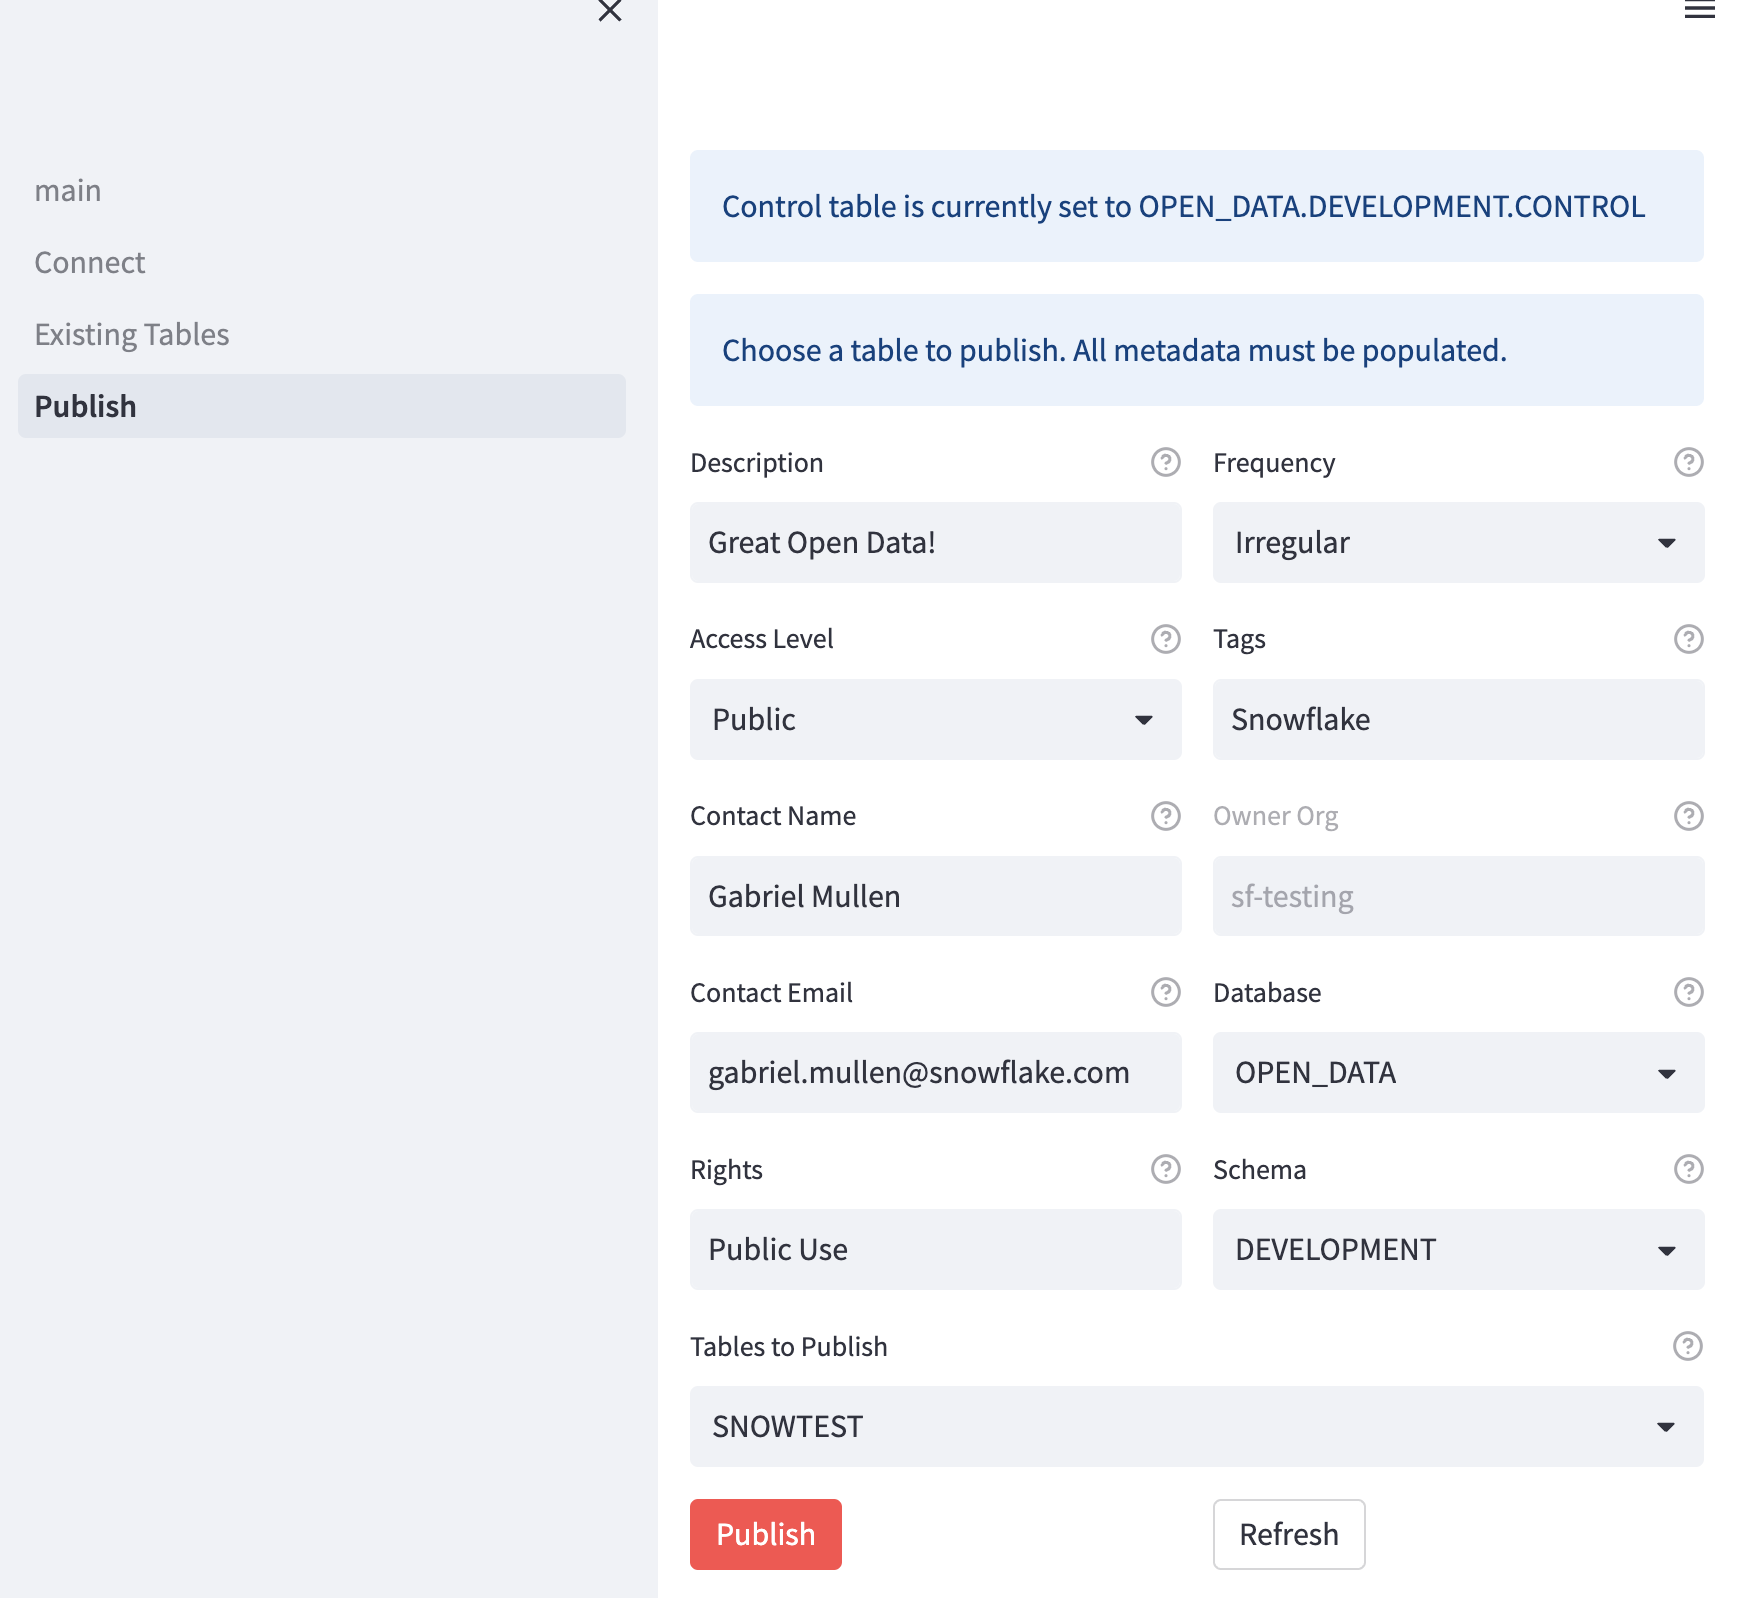 main
Connect
Existing Tables
Publish
Control table is currently set to OPEN_DATA.DEVELOPMENT.CONTROL
Choose a table to publish. All metadata must be populated.
Description
Frequency
Great Open Data!
Irregular
Access Level
Tags
Public
Snowflake
Contact Name
Owner Org
Gabriel Mullen
sf-testing
Contact Email
Database
gabriel.mullen@snowflake.com
OPEN_DATA
Rights
Schema
Public Use
DEVELOPMENT
Tables to Publish
SNOWTEST
Publish
Refresh